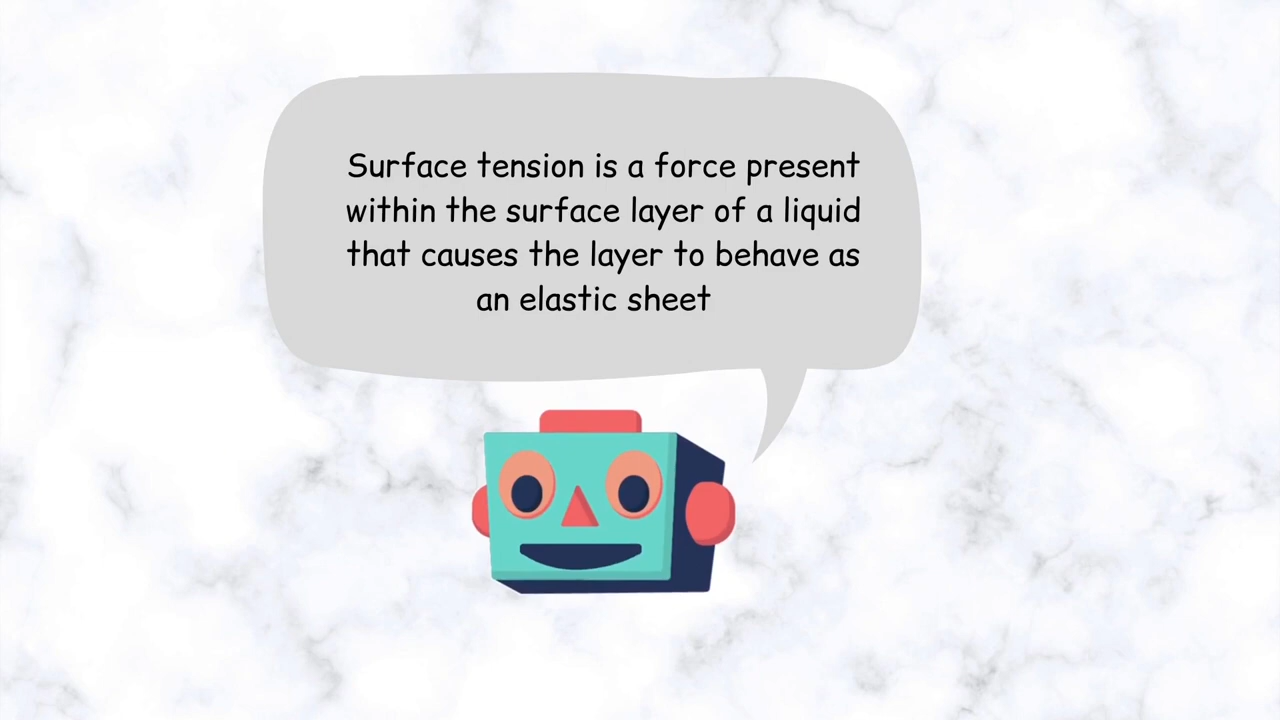 Surface tension is a force present
within the surface layer of a liquid
that causes the layer to behave as
an elastic sheet